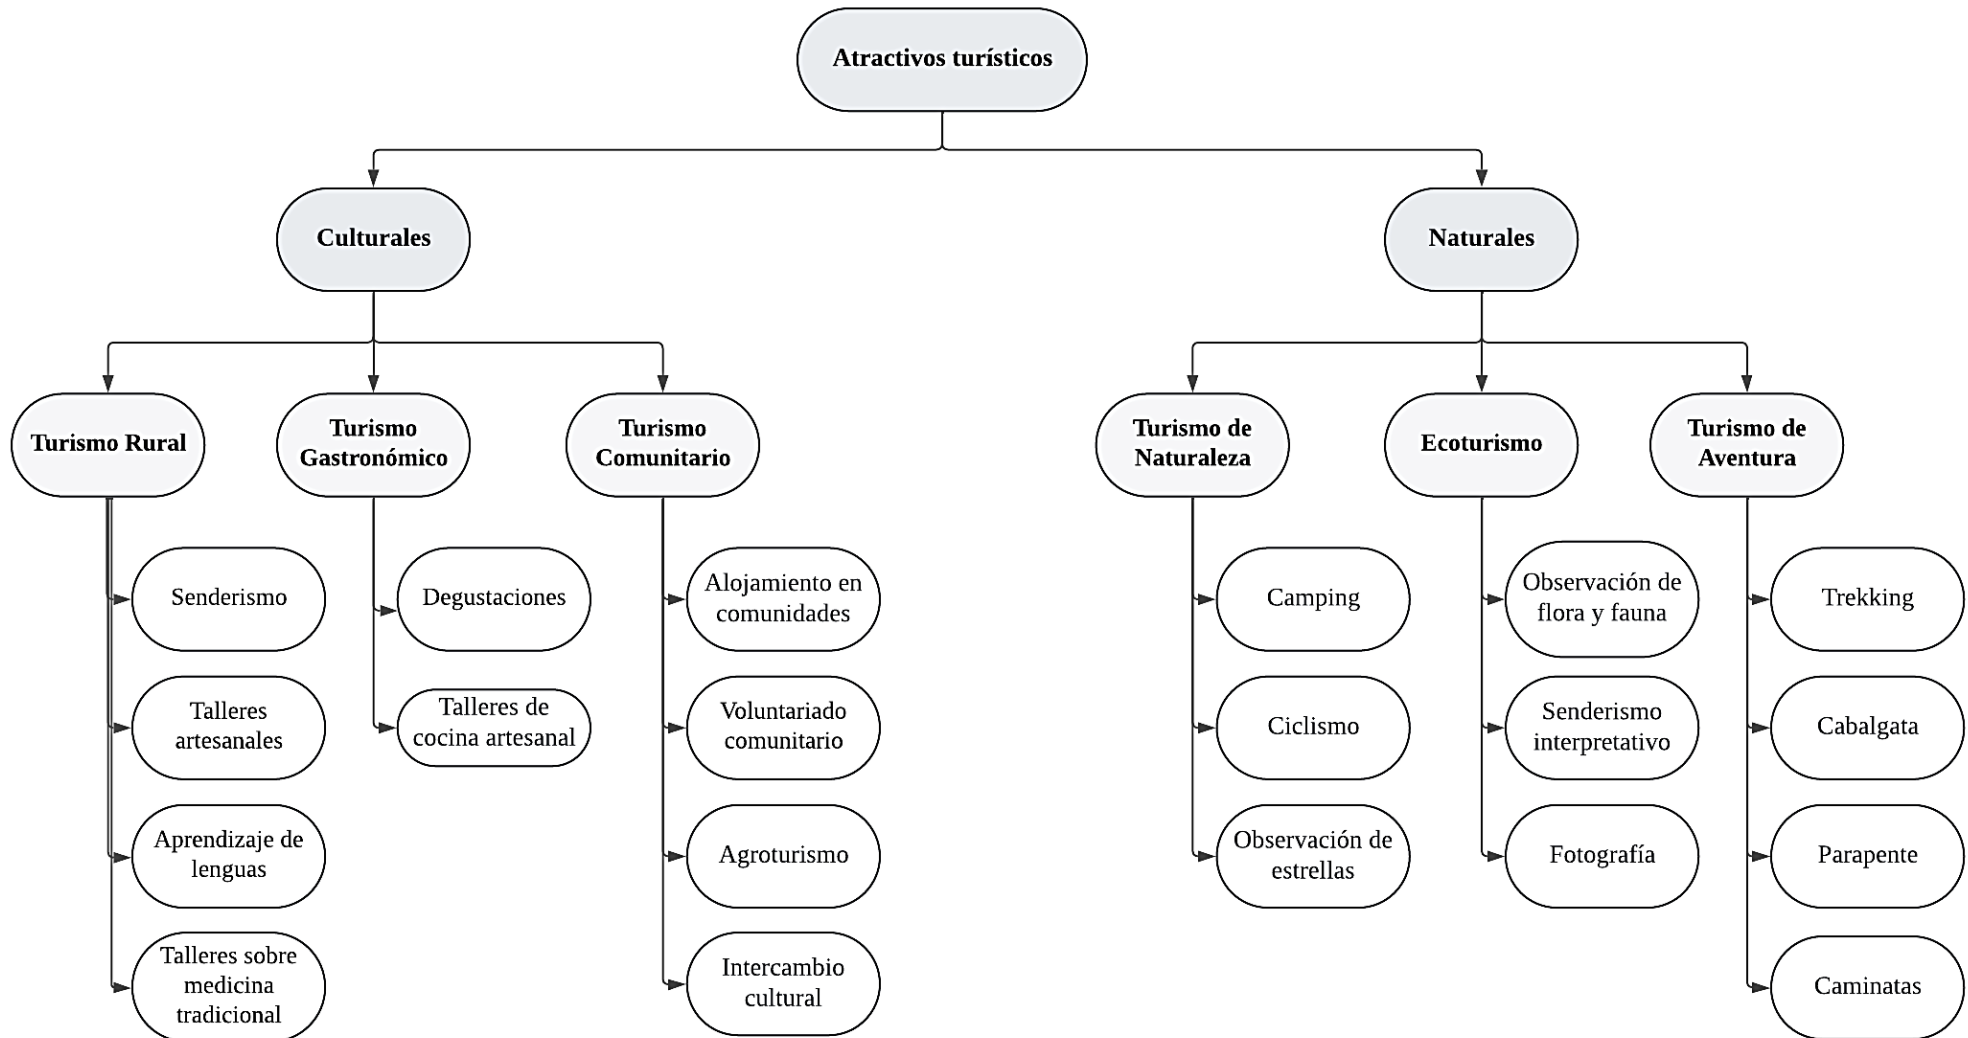 Atractivos turísticos
Culturales
Naturales
Turismo Rural
Turismo
Gastronómico
Turismo
Comunitario
Turismo de
Naturaleza
Ecoturismo
Turismo de
Aventura
Senderismo
Talleres
artesanales
Aprendizaje de
lenguas
Talleres sobre
medicina
tradicional
Degustaciones
Talleres de
cocina artesanal
Alojamiento en
comunidades
Voluntariado
comunitario
Agroturismo
Intercambio
cultural
Camping
Ciclismo
Observación de
estrellas
Observación de
flora y fauna
Senderismo
interpretativo
Fotografía
Trekking
Cabalgata
Parapente
Caminatas